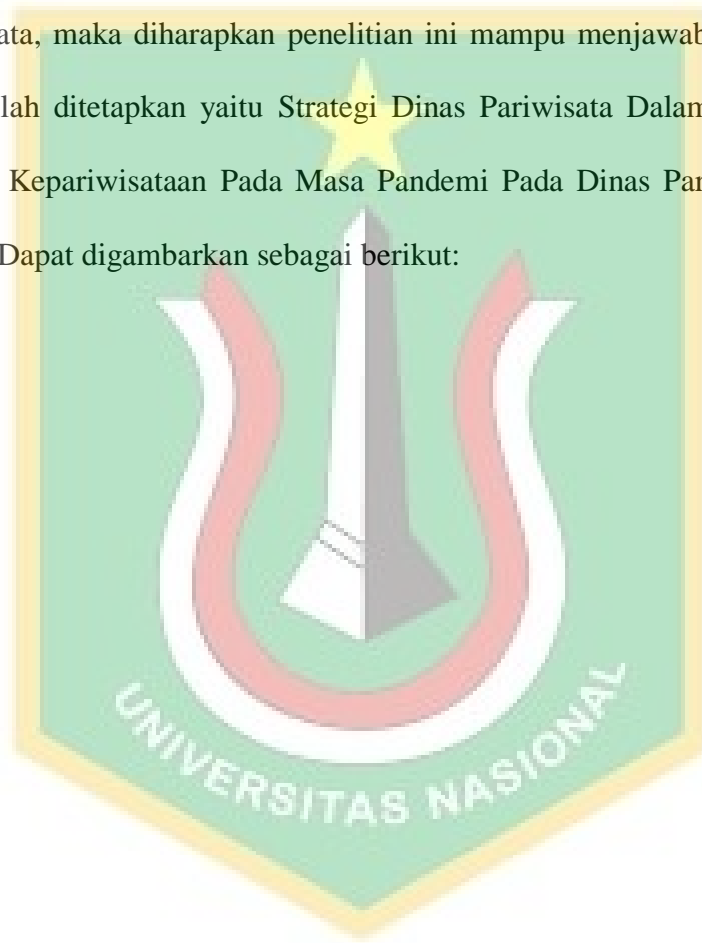 ata, maka diharapkan penelitian ini mampu menjawab
lah ditetapkan yaitu Strategi Dinas Pariwisata Dalam
Kepariwisataan Pada Masa Pandemi Pada Dinas Par
Dapat digambarkan sebagai berikut:
UNIVERSITAS NASIONAL